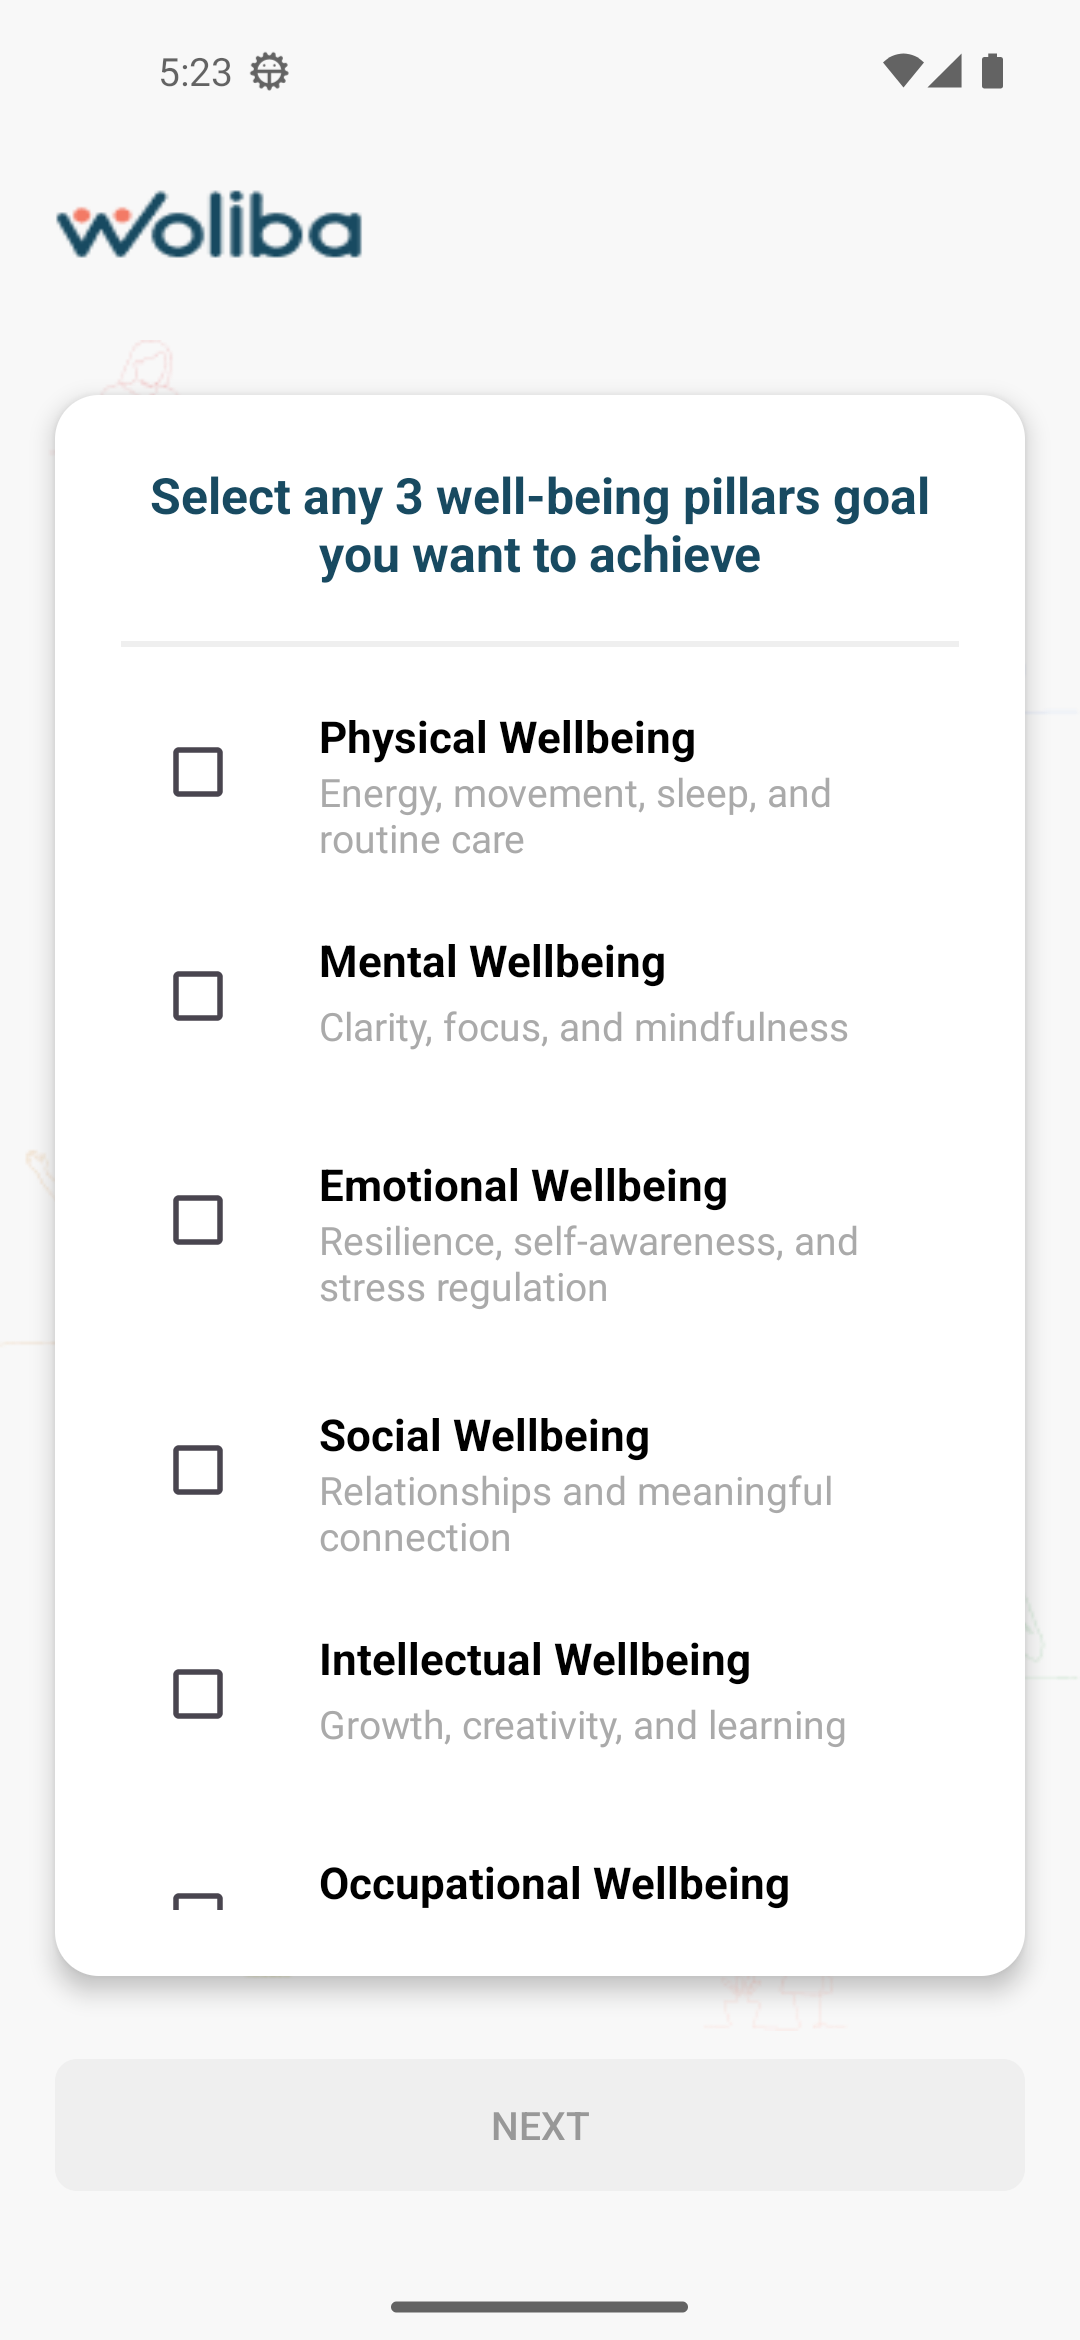 5:23
woliba
Select any 3 well-being pillars goal
you want to achieve
Physical Wellbeing
Energy, movement, sleep, and
routine care
Mental Wellbeing
Clarity, focus, and mindfulness
Emotional Wellbeing
Resilience, self-awareness, and
stress regulation
Social Wellbeing
Relationships and meaningful
connection
Intellectual Wellbeing
Growth, creativity, and learning
Occupational Wellbeing
NEXT